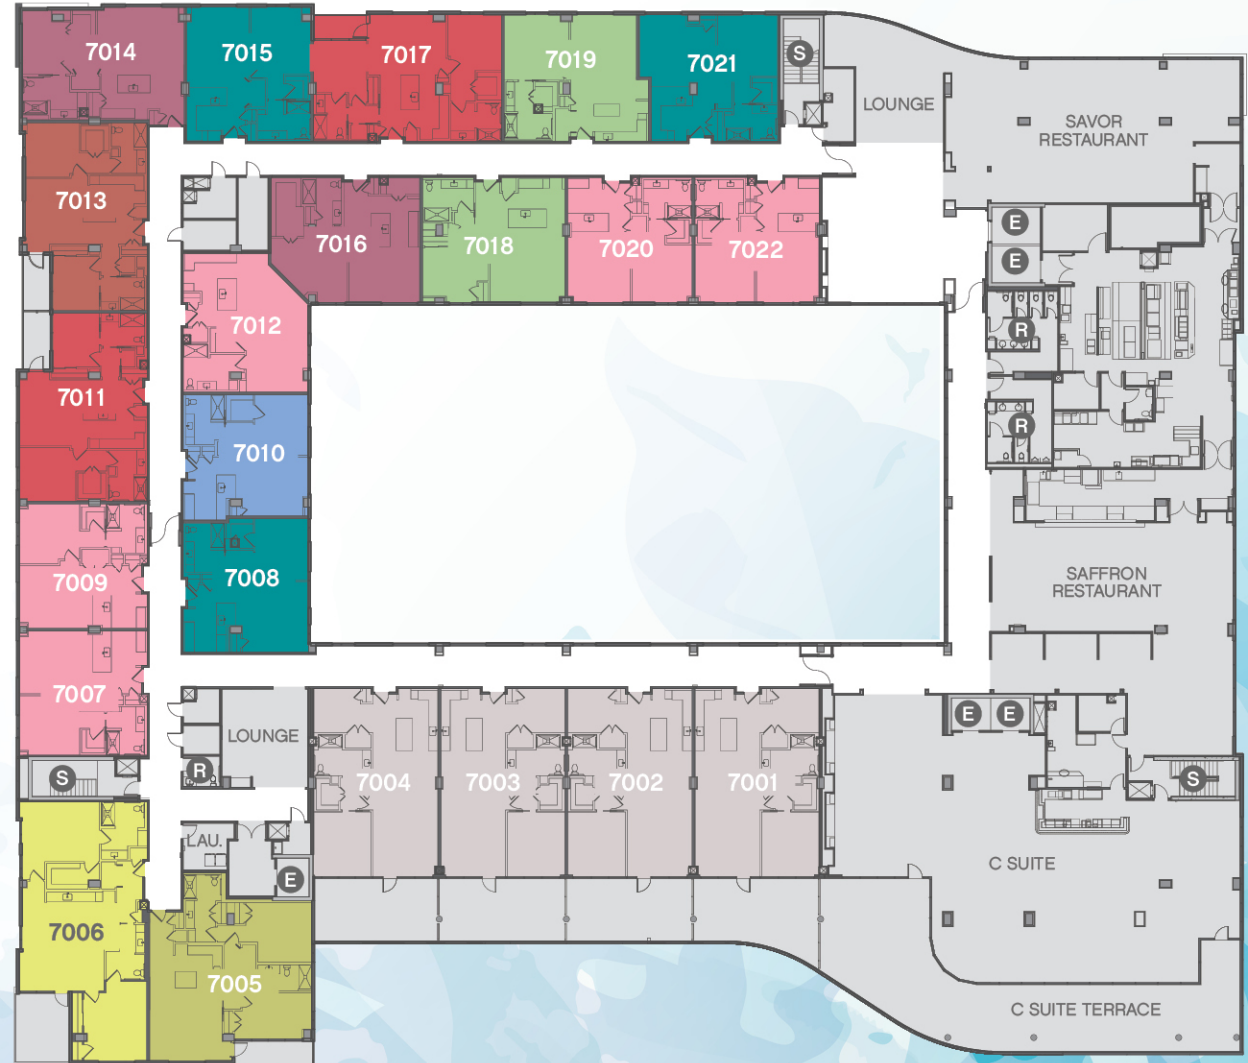 7014
7015
7017
7019
7021
S
LOUNGE
SAVOR
RESTAURANT
7013
7016
7018
7020
7022
E
E
7012
R
7011
R
7010
7009
7008
SAFFRON
RESTAURANT
7007
LOUNGE
E
E
S
R
7004
7003
7002
7001
S
LAU.
C SUITE
E
7006
7005
C SUITE TERRACE